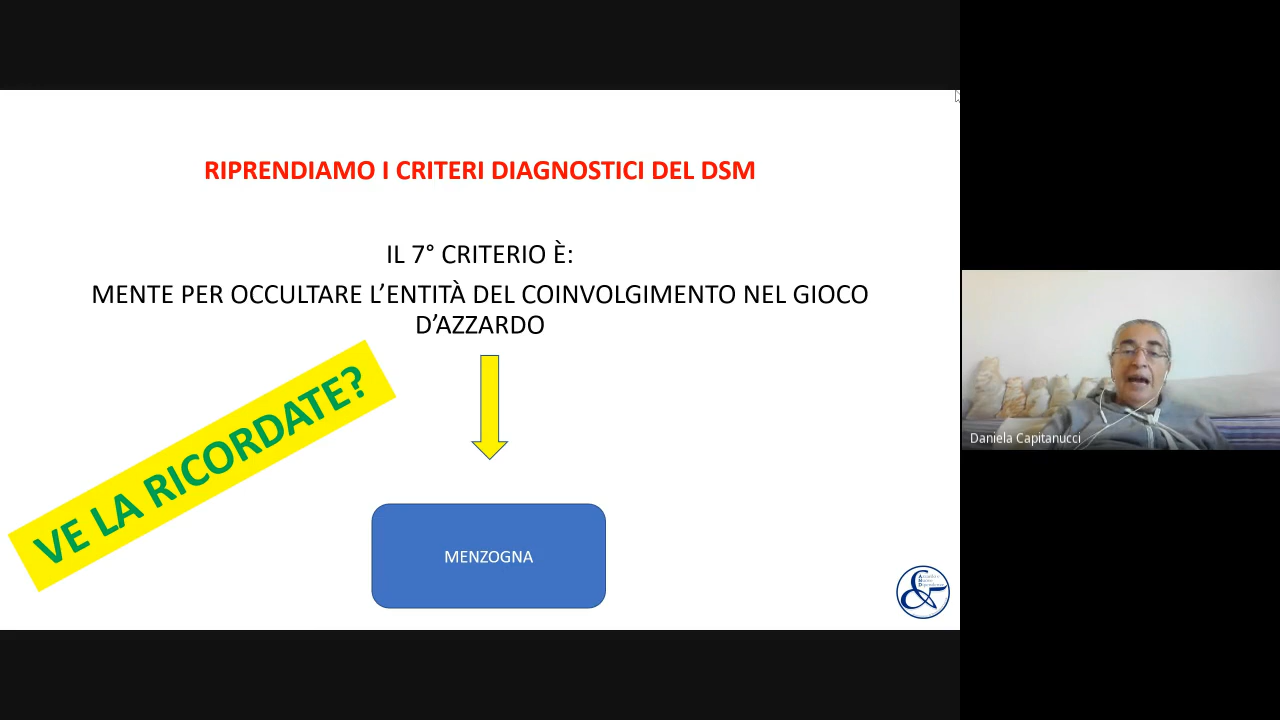 RIPRENDIAMO I CRITERI DIAGNOSTICI DEL DSM
IL 7° CRITERIO È:
MENTE PER OCCULTARE L’ENTITÀ DEL COINVOLGIMENTO NEL GIOCO
D’AZZARDO
VE LA RICORDATE?
MENZOGNA
Daniela Capitanucci